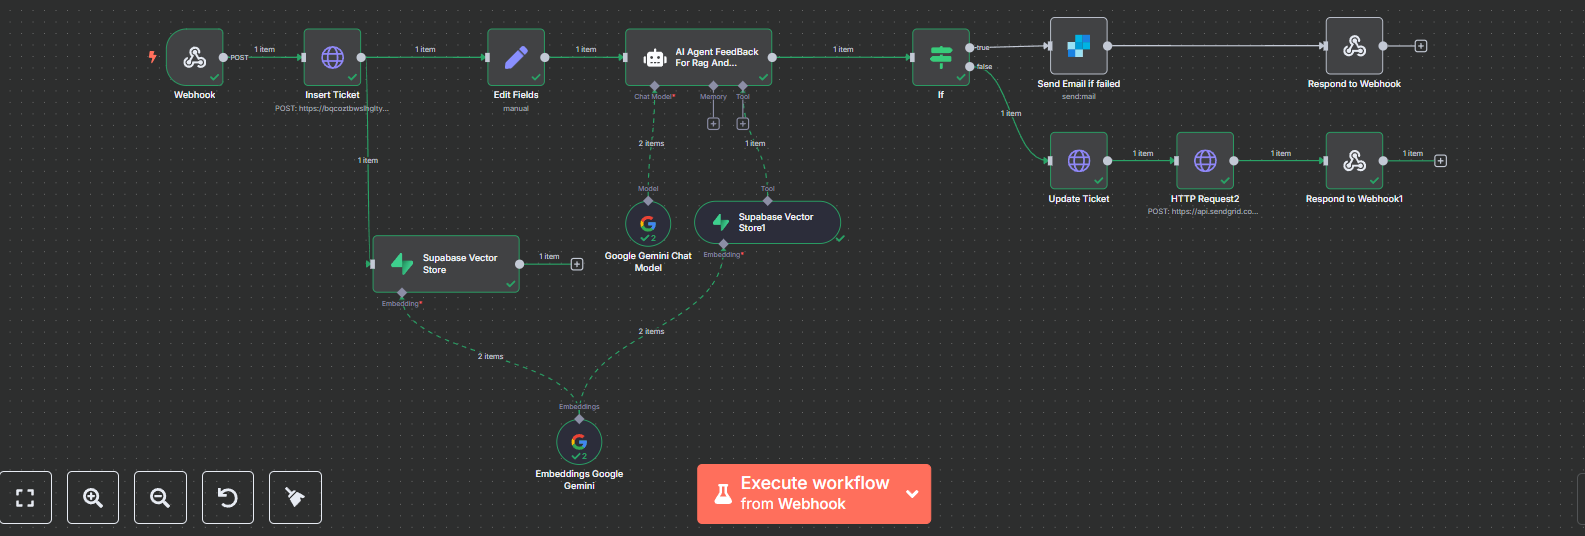 POST
1 item
1 item
1 item
1 item
true
false
Webhook
Insert Ticket
POST: https://bqcoztbwslhglty...
Edit Fields
manual
AI Agent FeedBack
For Rag And...
Chat Model*
Memory
Tool
If
Send Email if failed
send:mail
Respond to Webhook
1 item
1 item
1 item
1 item
Update Ticket
HTTP Request2
POST: https://api.sendgrid.co...
Respond to Webhook1
2 items
1 item
1 item
Model
Tool
2
Google Gemini Chat
Model
Supabase Vector
Store1
Embedding*
Supabase Vector
Store
1 item
Embedding*
2 items
2 items
Embeddings
2
Embeddings Google
Gemini
Execute workflow
from Webhook